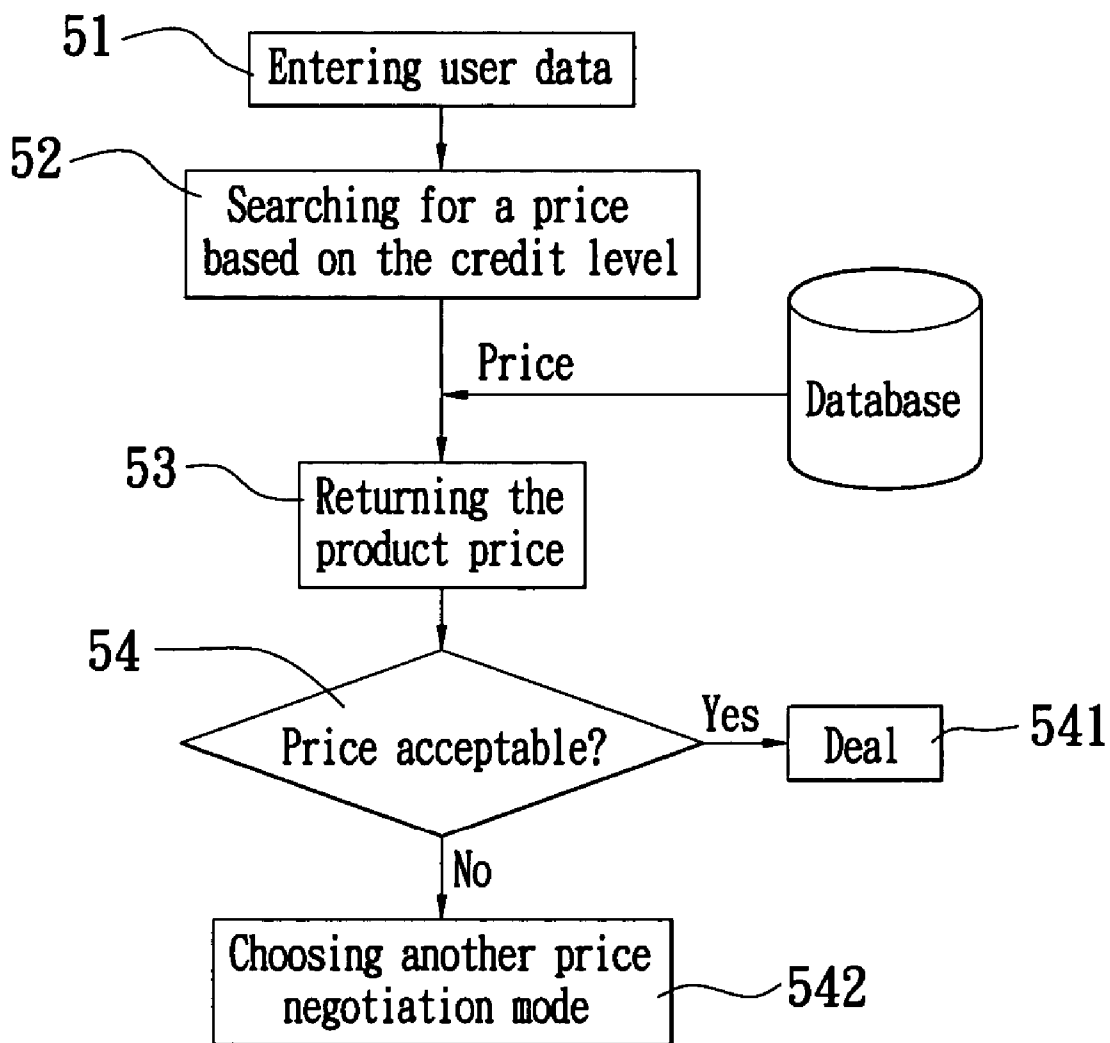 51
Entering user data
52
Searching for a price
based on the credit level
Price
Database
53
Returning the
product price
54
Price acceptable?
Yes
Deal
541
No
Choosing another price
negotiation mode
542